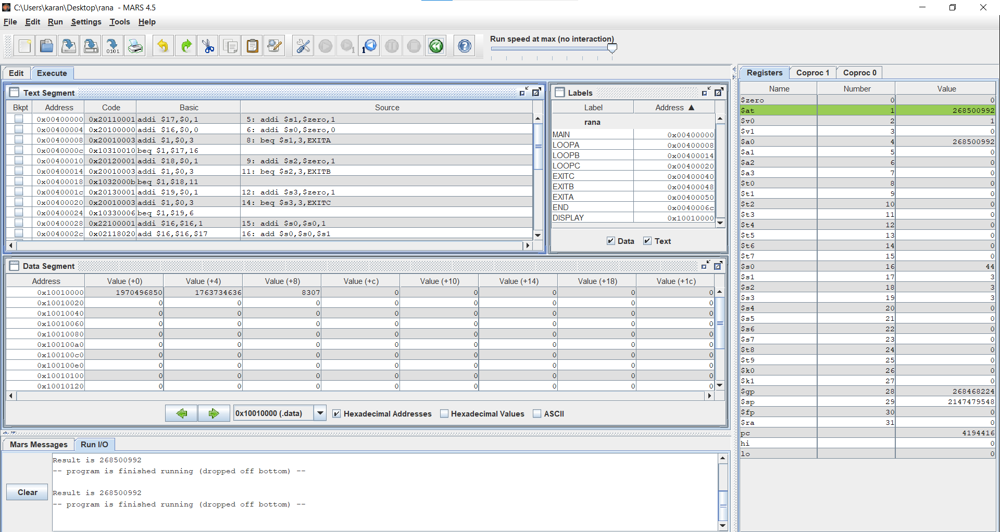 C:\Users\karan\Desktop\rana - MARS 4.5
File Edit Run Settings Tools Help
Run speed at max (no interaction)
Edit Execute
Text Segment
Bkpt Address Code Basic Source
0x00400000 0x20110001 addi $17,$0,1 5: addi $s1,$zero,1
0x00400004 0x20100000 addi $16,$0,0 6: addi $s0,$zero,0
0x00400008 0x20010003 addi $1,$0,3 8: beq $s1,3,EXITA
0x0040000c 0x10310010 beq $1,$17,16
0x00400010 0x20120001 addi $18,$0,1 9: addi $s2,$zero,1
0x00400014 0x20010003 addi $1,$0,3 11: beq $s2,3,EXITB
0x00400018 0x1032000b beq $1,$18,11
0x0040001c 0x20130001 addi $19,$0,1 12: addi $s3,$zero,1
0x00400020 0x20010003 addi $1,$0,3 14: beq $s3,3,EXITC
0x00400024 0x10330006 beq $1,$19,6
0x00400028 0x22100001 addi $16,$16,1 15: addi $s0,$s0,1
0x0040002c 0x02118020 add $16,$16,$17 16: add $s0,$s0,$s1
Labels
Label Address ▲
rana
MAIN 0x00400000
LOOPA 0x00400008
LOOPB 0x00400014
LOOPC 0x00400020
EXITC 0x00400040
EXITB 0x00400048
EXITA 0x00400050
END 0x0040006c
DISPLAY 0x10010000
Data Text
Data Segment
Address Value (+0) Value (+4) Value (+8) Value (+c) Value (+10) Value (+14) Value (+18) Value (+1c)
0x10010000 1970496850 1763734636 8307 0 0 0 0 0
0x10010020 0 0 0 0 0 0 0 0
0x10010040 0 0 0 0 0 0 0 0
0x10010060 0 0 0 0 0 0 0 0
0x10010080 0 0 0 0 0 0 0 0
0x100100a0 0 0 0 0 0 0 0 0
0x100100c0 0 0 0 0 0 0 0 0
0x100100e0 0 0 0 0 0 0 0 0
0x10010100 0 0 0 0 0 0 0 0
0x10010120 0 0 0 0 0 0 0 0
0x10010000 (.data) Hexadecimal Addresses Hexadecimal Values ASCII
Mars Messages Run I/O
Clear
Result is 268500992
-- program is finished running (dropped off bottom) --
Result is 268500992
-- program is finished running (dropped off bottom) --
Registers Coproc 1 Coproc 0
Name Number Value
$zero 0 0
$at 1 268500992
$v0 2 1
$v1 3 0
$a0 4 268500992
$a1 5 0
$a2 6 0
$a3 7 0
$t0 8 0
$t1 9 0
$t2 10 0
$t3 11 0
$t4 12 0
$t5 13 0
$t6 14 0
$t7 15 0
$s0 16 44
$s1 17 3
$s2 18 3
$s3 19 3
$s4 20 0
$s5 21 0
$s6 22 0
$s7 23 0
$t8 24 0
$t9 25 0
$k0 26 0
$k1 27 0
$gp 28 268468224
$sp 29 2147479548
$fp 30 0
$ra 31 0
pc 4194416
hi 0
lo 0